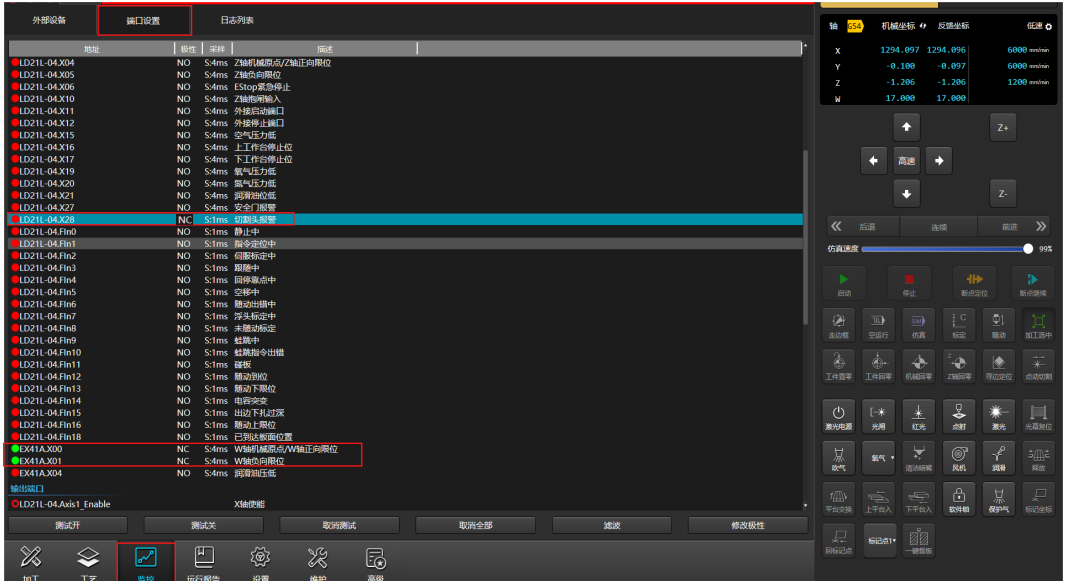 外部设备 端口设置 日志列表
地址 极性 采样 描述
LD21L-04.X04 NO S:4ms Z轴机械原点/Z轴正向限位
LD21L-04.X05 NO S:4ms Z轴负向限位
LD21L-04.X06 NO S:4ms EStop紧急停止
LD21L-04.X10 NO S:4ms Z轴抱闸输入
LD21L-04.X11 NO S:4ms 外接启动端口
LD21L-04.X12 NO S:4ms 外接停止端口
LD21L-04.X15 NO S:4ms 空气压力低
LD21L-04.X16 NO S:4ms 上工作台停止位
LD21L-04.X17 NO S:4ms 下工作台停止位
LD21L-04.X19 NO S:4ms 氧气压力低
LD21L-04.X20 NO S:4ms 氮气压力低
LD21L-04.X21 NO S:4ms 润滑油位低
LD21L-04.X27 NO S:4ms 安全门报警
LD21L-04.X28 NC S:1ms 切割头报警
LD21L-04.FIn0 NO S:1ms 静止中
LD21L-04.FIn1 NO S:1ms 指令定位中
LD21L-04.FIn2 NO S:1ms 伺服标定中
LD21L-04.FIn3 NO S:1ms 跟随中
LD21L-04.FIn4 NO S:1ms 回停靠点中
LD21L-04.FIn5 NO S:1ms 空移中
LD21L-04.FIn6 NO S:1ms 随动出错中
LD21L-04.FIn7 NO S:1ms 浮头标定中
LD21L-04.FIn8 NO S:1ms 未随动标定
LD21L-04.FIn9 NO S:1ms 蛙跳中
LD21L-04.FIn10 NO S:1ms 蛙跳指令出错
LD21L-04.FIn11 NO S:1ms 碰板
LD21L-04.FIn12 NO S:1ms 随动到位
LD21L-04.FIn13 NO S:1ms 随动下限位
LD21L-04.FIn14 NO S:1ms 电容突变
LD21L-04.FIn15 NO S:1ms 出边下扎过深
LD21L-04.FIn16 NO S:1ms 随动上限位
LD21L-04.FIn18 NO S:1ms 已到达板面位置
EX41A.X00 NC S:4ms W轴机械原点/W轴正向限位
EX41A.X01 NC S:4ms W轴负向限位
EX41A.X04 NO S:4ms 润滑油压低
输出端口
LD21L-04.Axis1_Enable X轴使能
测试开 测试关 取消测试 取消全部 滤波 修改极性
加工 工艺 监控 运行报告 设置 维护 高级
轴 G54 机械坐标 反馈坐标 低速
X 1294.097 1294.096 6000 mm/min
Y -0.100 -0.097 6000 mm/min
Z -1.206 -1.206 1200 mm/min
W 17.000 17.000
Z+
高速
Z-
后退 连续 前进
仿真速度 99%
启动 停止 断点定位 断点继续
走边框 空运行 仿真 标定 随动 加工选中
工件置零 工件回零 机械回零 Z轴回零 寻边定位 点动切割
激光电源 光闸 红光 点射 激光 光幕复位
吹气 氧气 清洁喷嘴 风机 润滑 释放
平台交换 上平台入 下平台入 软件锁 保护气 标记坐标
回标记点 标记点1 一键智服